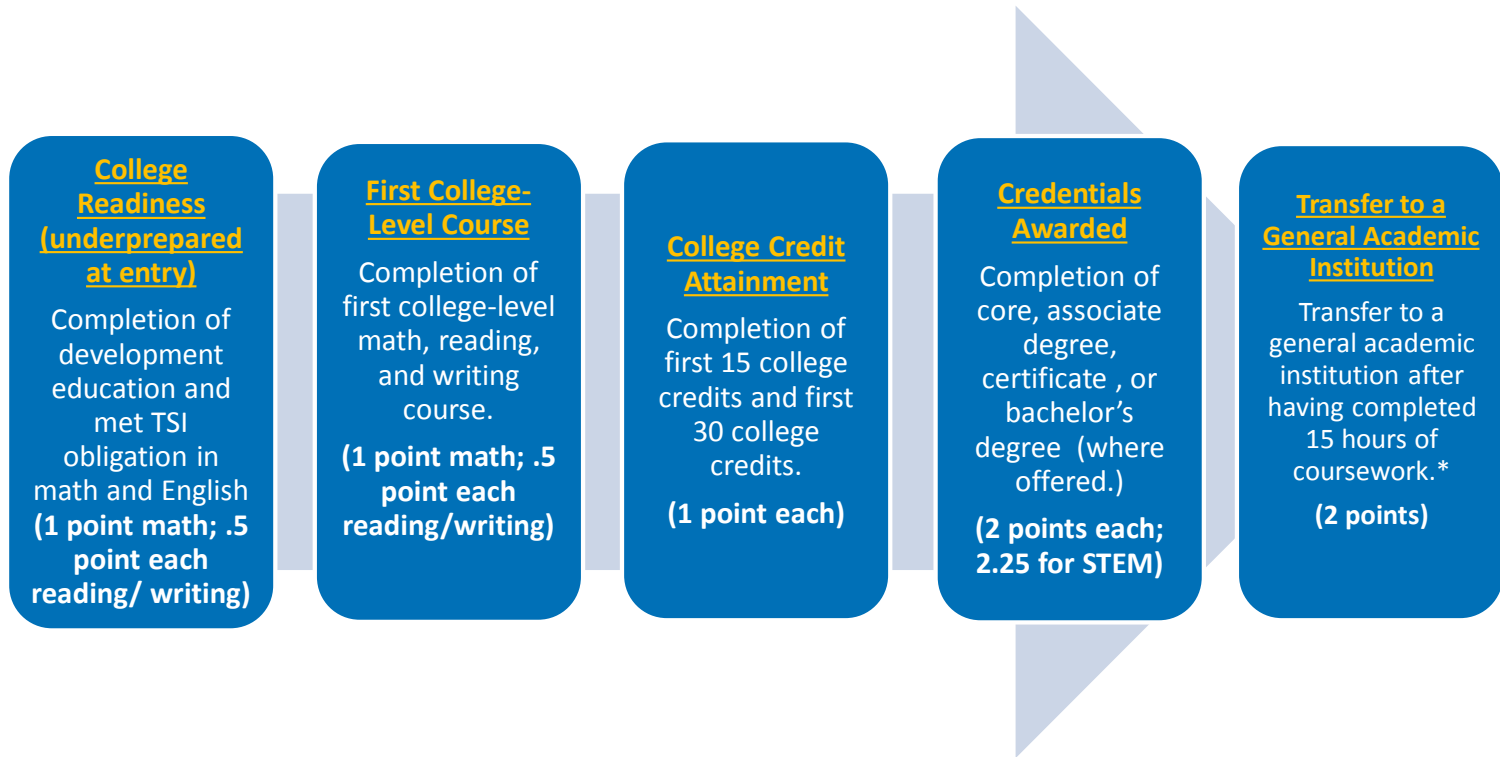 College
Readiness
(underprepared
at entry)
Completion of
development
education and
met TSI
obligation in
math and English
(1 point math; .5
point each
reading/ writing)
First College-
Level Course
Completion of
first college-level
math, reading,
and writing
course.
(1 point math; .5
point each
reading/writing)
College Credit
Attainment
Completion of
first 15 college
credits and first
30 college
credits.
(1 point each)
Credentials
Awarded
Completion of
core, associate
degree,
certificate , or
bachelor’s
degree  (where
offered.)
(2 points each;
2.25 for STEM)
Transfer to a
General Academic
Institution
Transfer to a
general academic
institution after
having completed
15 hours of
coursework.*
(2 points)